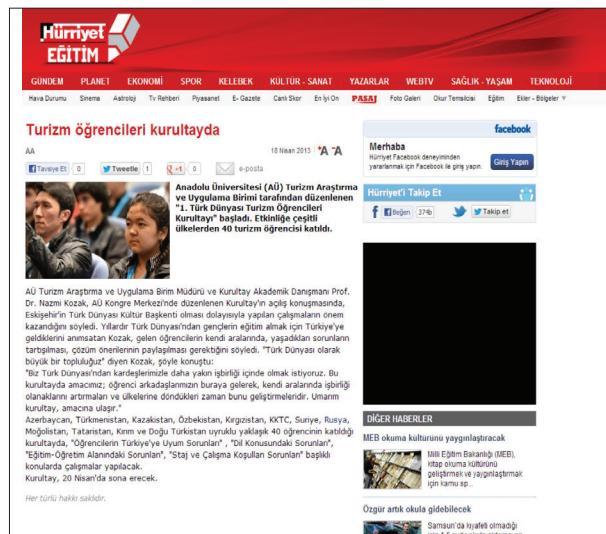 Hürriyet
EĞİTİM
GÜNDEM PLANET EKONOMİ SPOR KELEBEK KÜLTÜR - SANAT YAZARLAR WEBTV SAĞLIK - YAŞAM TEKNOLOJİ
Hava Durumu Sinema Astroloji Tv Rehberi Piyasanet E- Gazete Canlı Skor En İyi On PASAJ Foto Galeri Okur Temsilcisi Eğitim Ekler - Bölgeler
Turizm öğrencileri kurultayda
AA 18 Nisan 2013 +A -A
Tavsiye Et 0 Tweetle 1 +1 0 e-posta
Anadolu Üniversitesi (AÜ) Turizm Araştırma
ve Uygulama Birimi tarafından düzenlenen
"1. Türk Dünyası Turizm Öğrencileri
Kurultayı" başladı. Etkinliğe çeşitli
ülkelerden 40 turizm öğrencisi katıldı.
AÜ Turizm Araştırma ve Uygulama Birim Müdürü ve Kurultay Akademik Danışmanı Prof.
Dr. Nazmi Kozak, AÜ Kongre Merkezi'nde düzenlenen Kurultay'ın açılış konuşmasında,
Eskişehir'in Türk Dünyası Kültür Başkenti olması dolayısıyla yapılan çalışmaların önem
kazandığını söyledi. Yıllardır Türk Dünyası'ndan gençlerin eğitim almak için Türkiye'ye
geldiklerini anımsatan Kozak, gelen öğrencilerin kendi aralarında, yaşadıkları sorunların
tartışılması, çözüm önerilerinin paylaşılması gerektiğini söyledi. "Türk Dünyası olarak
büyük bir topluluğuz" diyen Kozak, şöyle konuştu:
"Biz Türk Dünyası'ndan kardeşlerimizle daha yakın işbirliği içinde olmak istiyoruz. Bu
kurultayda amacımız; öğrenci arkadaşlarımızın buraya gelerek, kendi aralarında işbirliği
olanaklarını artırmaları ve ülkelerine döndükleri zaman bunu geliştirmeleridir. Umarım
kurultay, amacına ulaşır."
Azerbaycan, Türkmenistan, Kazakistan, Özbekistan, Kırgızistan, KKTC, Suriye, Rusya,
Moğolistan, Tataristan, Kırım ve Doğu Türkistan uyruklu yaklaşık 40 öğrencinin katıldığı
kurultayda, "Öğrencilerin Türkiye'ye Uyum Sorunları" , "Dil Konusundaki Sorunları",
"Eğitim-Öğretim Alanındaki Sorunları", "Staj ve Çalışma Koşulları Sorunları" başlıklı
konularda çalışmalar yapılacak.
Kurultay, 20 Nisan'da sona erecek.
Her türlü hakkı saklıdır.
facebook
Merhaba
Hürriyet Facebook deneyiminden
yararlanmak için Facebook ile giriş yapın.
Giriş Yapın
Hürriyet'i Takip Et
Beğen 374b Takip et
DİĞER HABERLER
MEB okuma kültürünü yaygınlaştıracak
Milli Eğitim Bakanlığı (MEB),
kitap okuma kültürünü
geliştirmek ve yaygınlaştırmak
için kamu sp...
Özgür artık okula gidebilecek
Samsun'da kıyafeti olmadığı